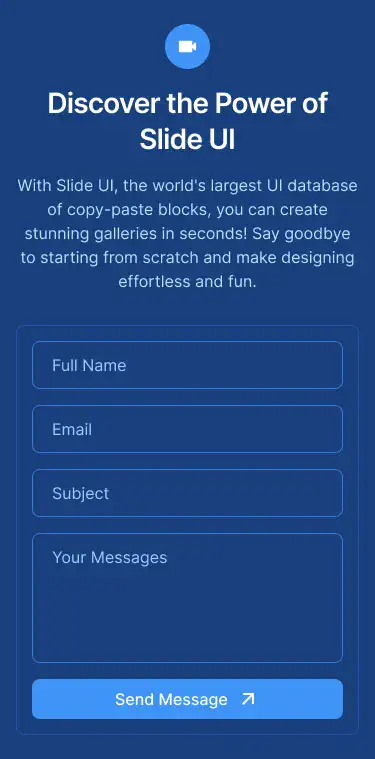 Discover the Power of
Slide UI
With Slide UI, the world's largest UI database
of copy-paste blocks, you can create
stunning galleries in seconds! Say goodbye
to starting from scratch and make designing
effortless and fun.
Full Name
Email
Subject
Your Messages
Send Message